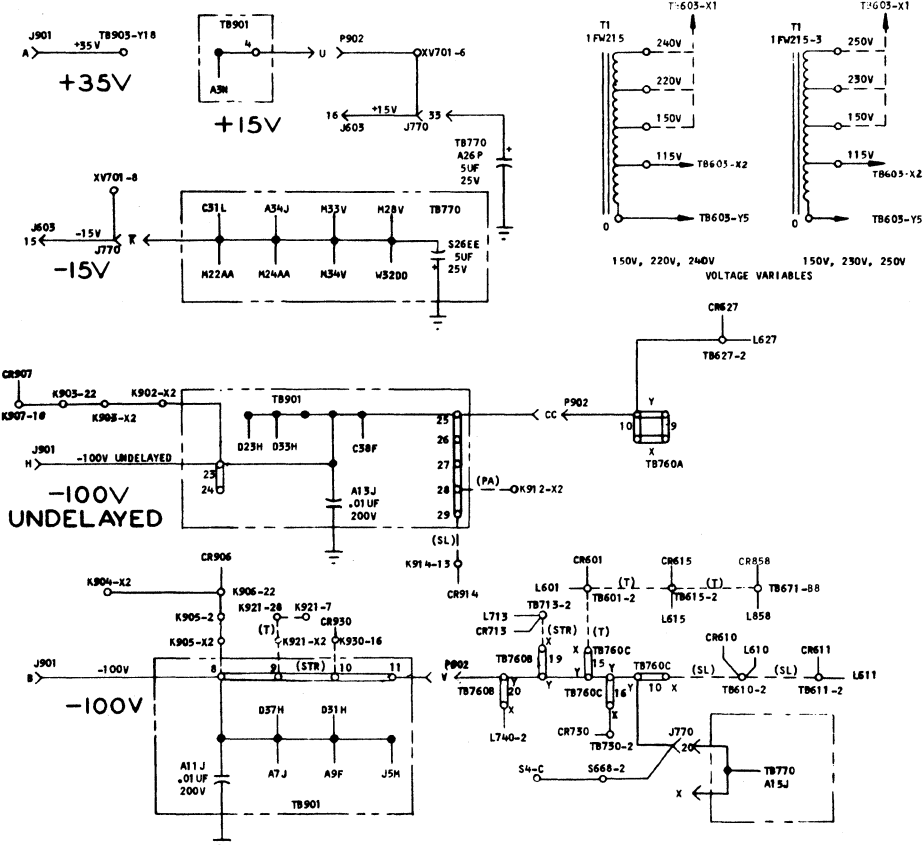 J901
TB903-Y18
A
+35V
+35V
TB901
4
A3N
+15V
U
P902
XV701-6
16
+15V
33
J603
J770
TB770
A26P
5UF
25V
TB603-X1
T1
1FW215
240V
220V
150V
115V
TB603-X2
TB603-Y5
0
150V, 220V, 240V
TB603-X1
T1
1FW215-3
250V
230V
150V
115V
TB603-X2
TB603-Y5
0
150V, 230V, 250V
VOLTAGE VARIABLES
XV701-8
J603
15
-15V
J770
K
-15V
C31L
A34J
M33V
M28V
TB770
M22AA
M24AA
M34V
W32DD
S26EE
5UF
25V
CR907
K907-10
K903-22
K903-X2
K902-X2
TB901
D23H
D33H
C38F
J901
H
-100V UNDELAYED
23
24
-100V
UNDELAYED
A13J
.01UF
200V
25
26
27
28
29
(PA)
K912-X2
(SL)
K914-13
CR914
CC
P902
CR627
L627
TB627-2
Y
10
9
X
TB760A
CR906
K904-X2
K906-22
K905-2
K905-X2
K921-28
K921-7
(T)
K921-X2
CR930
K930-16
J901
B
-100V
-100V
8
9
(STR)
10
11
D37H
D31H
A11J
.01UF
200V
A7J
A9F
J5H
TB901
P902
V
L713
CR713
TB713-2
(STR)
TB760B
X
19
Y
TB760B
Y
20
X
L740-2
CR601
L601
TB601-2
(T)
(T)
X
TB760C
15
Y
TB760C
Y
16
X
CR730
TB730-2
CR615
TB615-2
L615
(T)
CR858
TB671-B8
L858
TB760C
Y
10
X
(SL)
CR610
L610
TB610-2
(SL)
CR611
L611
TB611-2
S4-C
S668-2
J770
20
X
TB770
A15J